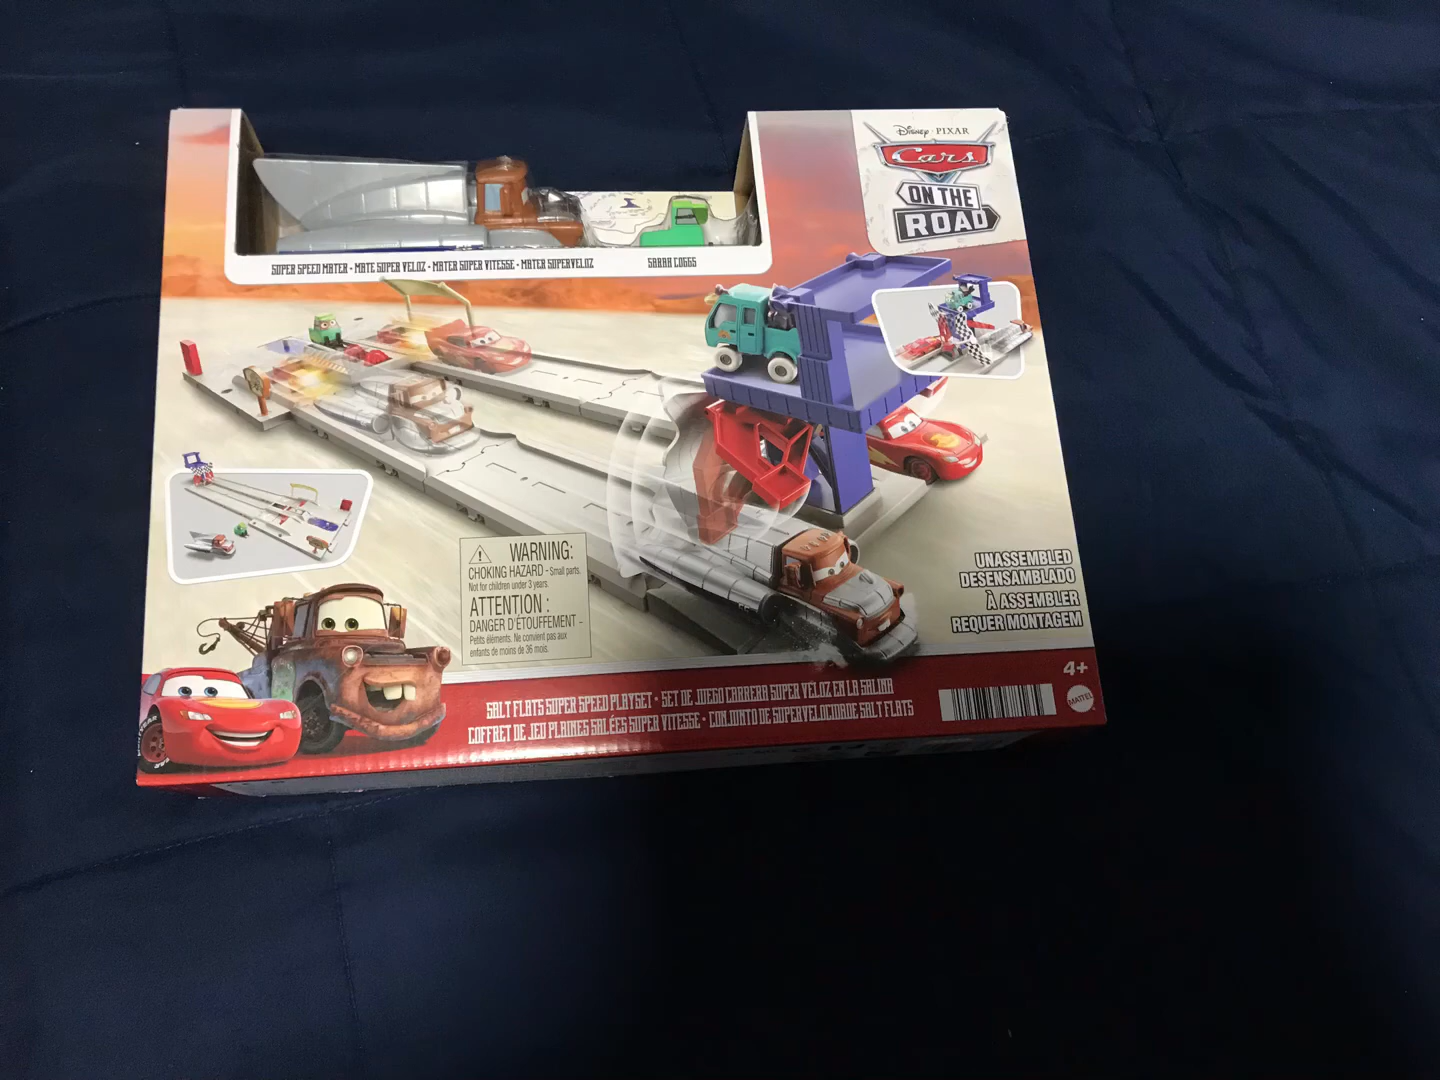 Disney · PIXAR
Cars
ON THE
ROAD
SUPER SPEED MATER • MATE SUPER VELOZ • MATER SUPER VITESSE • MATER SUPERVELOZ
SARAH COGGS
WARNING:
CHOKING HAZARD - Small parts.
Not for children under 3 years.
ATTENTION :
DANGER D'ÉTOUFFEMENT -
Petits éléments. Ne convient pas aux
enfants de moins de 36 mois.
UNASSEMBLED
DESENSAMBLADO
À ASSEMBLER
REQUER MONTAGEM
4+
MATTEL
SALT FLATS SUPER SPEED PLAYSET • SET DE JUEGO CARRERA SUPER VELOZ EN LA SALINA
COFFRET DE JEU PLAINES SALÉES SUPER VITESSE • CONJUNTO DE SUPERVELOCIDADE SALT FLATS